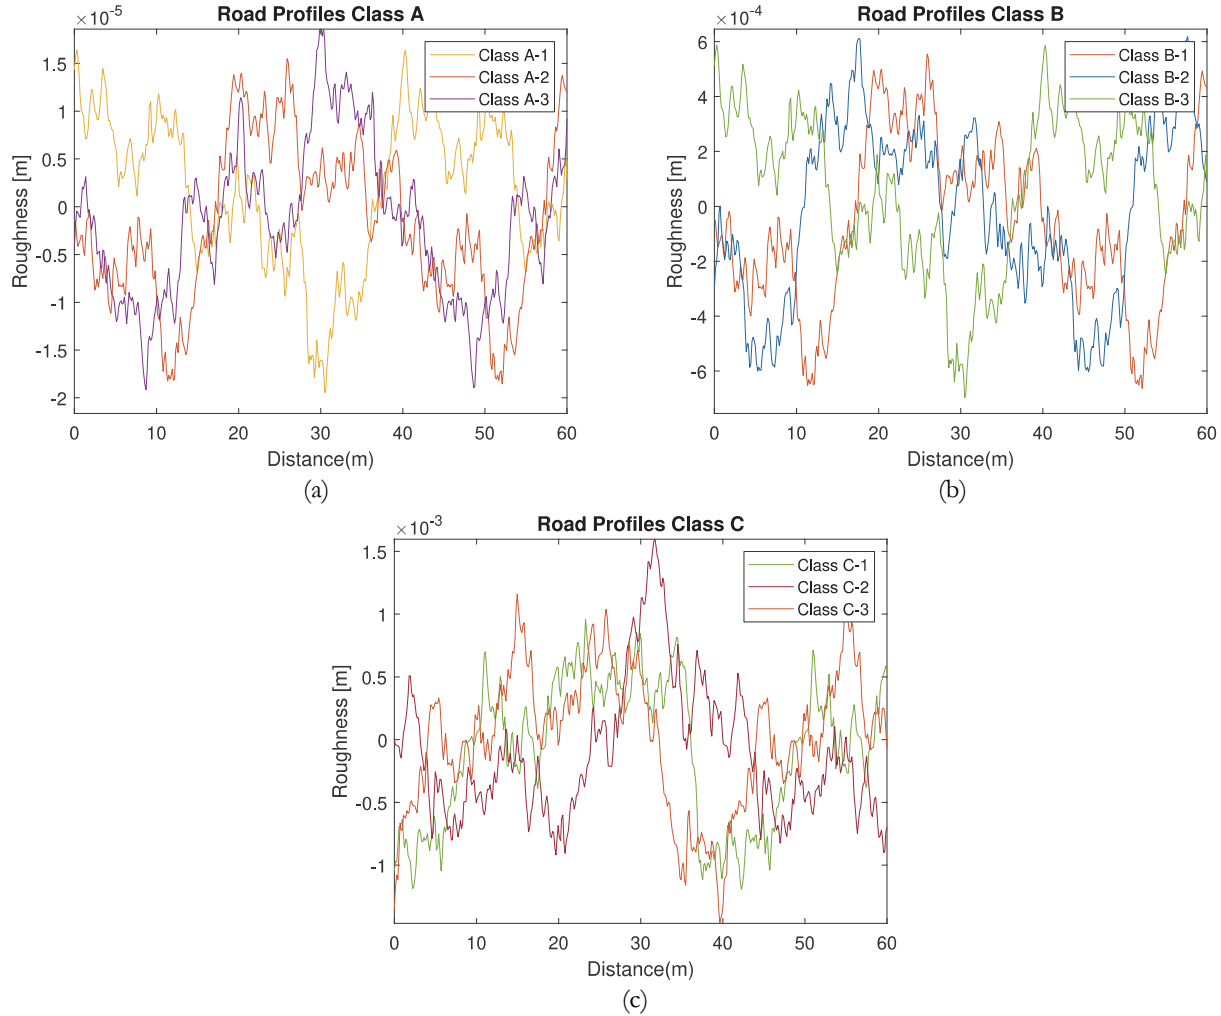 Road Profiles Class A
×10⁻⁵
1.5
1
0.5
0
-0.5
-1
-1.5
-2
Roughness [m]
Class A-1
Class A-2
Class A-3
0 10 20 30 40 50 60
Distance(m)
(a)
Road Profiles Class B
×10⁻⁴
6
4
2
0
-2
-4
-6
Roughness [m]
Class B-1
Class B-2
Class B-3
0 10 20 30 40 50 60
Distance(m)
(b)
Road Profiles Class C
×10⁻³
1.5
1
0.5
0
-0.5
-1
Roughness [m]
Class C-1
Class C-2
Class C-3
0 10 20 30 40 50 60
Distance(m)
(c)